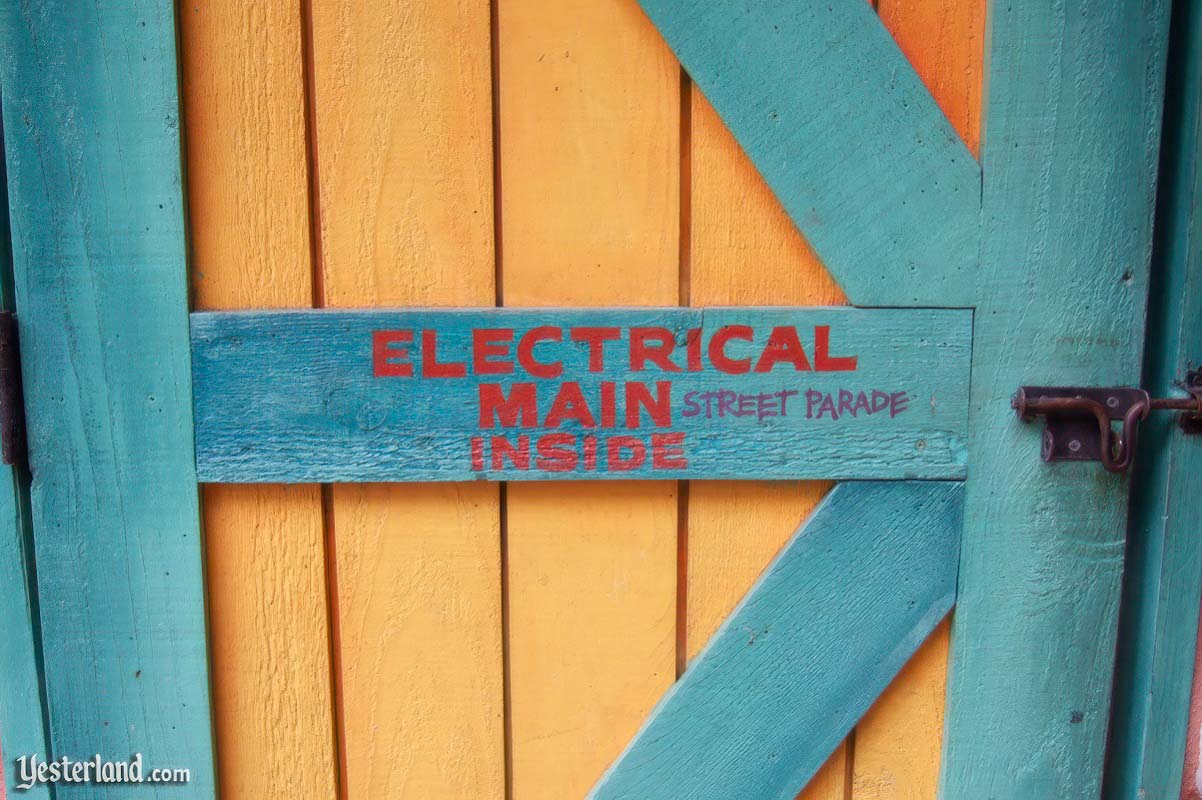 ELECTRICAL
MAIN STREET PARADE
INSIDE
Yesterland.com